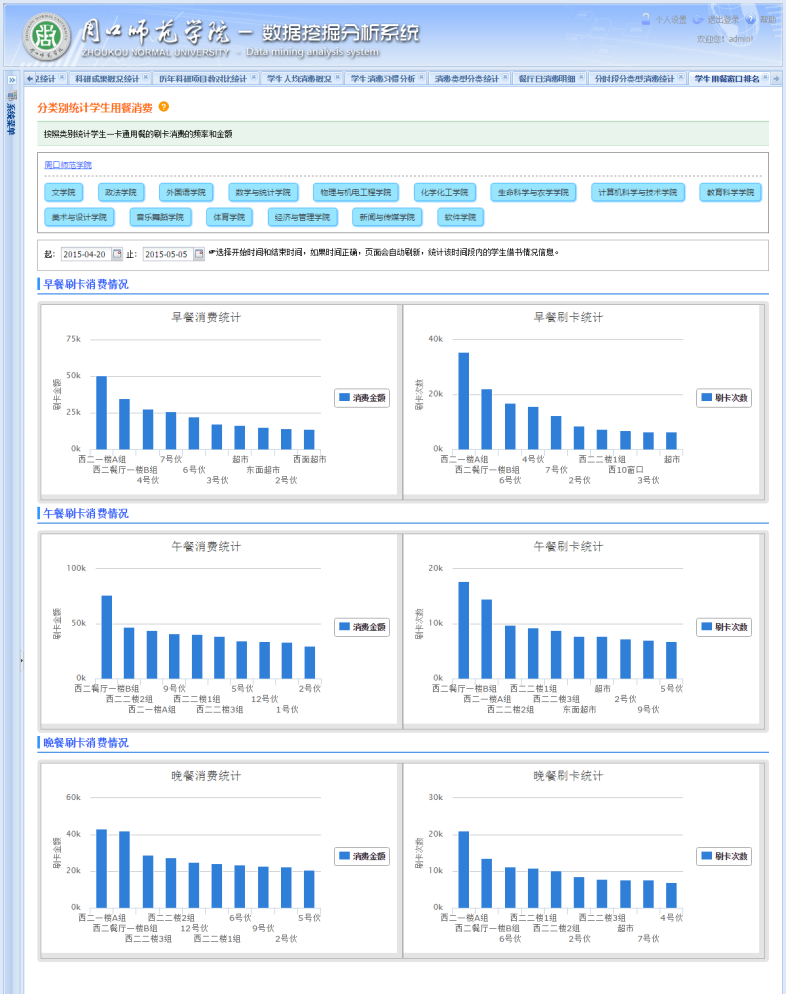 周口师范学院 - 数据挖掘分析系统
ZHOUKOU NORMAL UNIVERSITY - Data mining analysis system
个人设置 退出登录 帮助
欢迎您! admin!
系统菜单
科研成果概况统计 历年科研项目数对比统计 学生人均消费概况 学生消费习惯分析 消费类型分类统计 餐厅日消费明细 分时段分类型消费统计 学生用餐窗口排名
分类别统计学生用餐消费
按照类别统计学生一卡通用餐的刷卡消费的频率和金额
周口师范学院
文学院 政法学院 外国语学院 数学与统计学院 物理与机电工程学院 化学化工学院 生命科学与农学学院 计算机科学与技术学院 教育科学学院
美术与设计学院 音乐舞蹈学院 体育学院 经济与管理学院 新闻与传媒学院 软件学院
起: 2015-04-20 止: 2015-05-05 ☛选择开始时间和结束时间，如果时间正确，页面会自动刷新，统计该时间段内的学生借书情况信息。
早餐刷卡消费情况
早餐消费统计
刷卡金额
75k
50k
25k
0k
西二一楼A组 7号伙 超市 西面超市
西二餐厅一楼B组 6号伙 东面超市
4号伙 3号伙 2号伙
消费金额
早餐刷卡统计
刷卡次数
40k
20k
0k
西二一楼A组 4号伙 西二二楼1组 超市
西二餐厅一楼B组 7号伙 西10窗口
6号伙 2号伙 3号伙
刷卡次数
午餐刷卡消费情况
午餐消费统计
刷卡金额
100k
50k
0k
西二餐厅一楼B组 9号伙 5号伙 2号伙
西二二楼2组 西二二楼1组 12号伙
西二一楼A组 西二二楼3组 1号伙
消费金额
午餐刷卡统计
刷卡次数
20k
10k
0k
西二餐厅一楼B组 西二二楼1组 超市 5号伙
西二一楼A组 西二二楼3组 2号伙
西二二楼2组 东面超市 9号伙
刷卡次数
晚餐刷卡消费情况
晚餐消费统计
刷卡金额
60k
40k
20k
0k
西二一楼A组 西二二楼2组 6号伙 5号伙
西二餐厅一楼B组 12号伙 9号伙
西二二楼3组 西二二楼1组 2号伙
消费金额
晚餐刷卡统计
刷卡次数
30k
20k
10k
0k
西二一楼A组 西二二楼1组 西二二楼3组 4号伙
西二餐厅一楼B组 西二二楼2组 超市
6号伙 2号伙 7号伙
刷卡次数